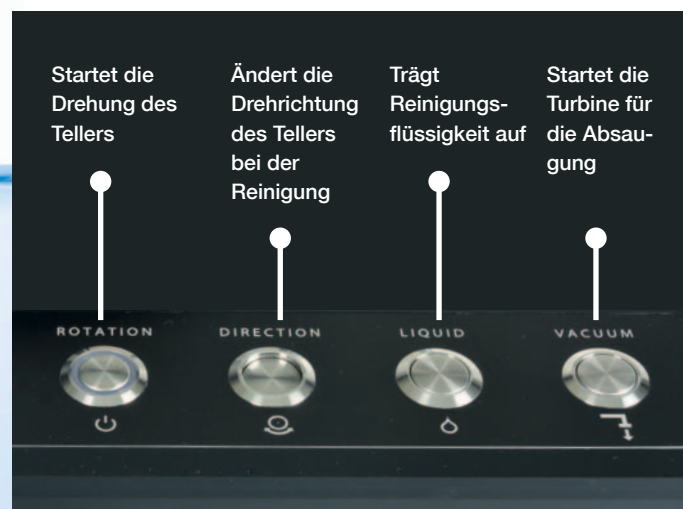 Startet die
Drehung des
Tellers
Ändert die
Drehrichtung
des Tellers
bei der
Reinigung
Trägt
Reinigungs-
flüssigkeit auf
Startet die
Turbine für
die Absau-
gung
ROTATION
DIRECTION
LIQUID
VACUUM